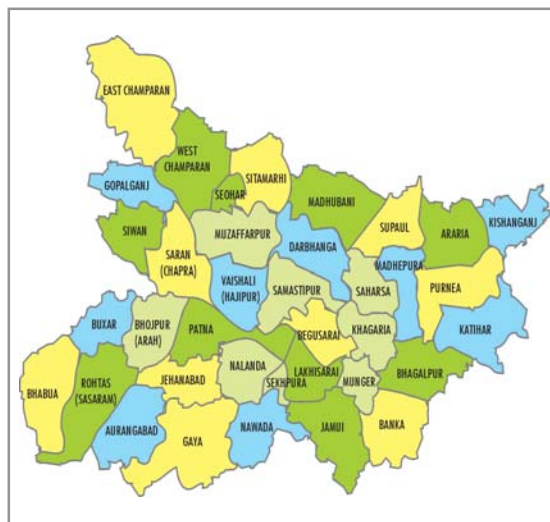 EAST CHAMPARAN
WEST
CHAMPARAN
GOPALGANJ
SEOHAR
SITAMARHI
MADHUBANI
SIWAN
SARAN
(CHAPRA)
MUZAFFARPUR
DARBHANGA
SUPAUL
ARARIA
KISHANGANJ
VAISHALI
(HAJIPUR)
SAMASTIPUR
SAHARSA
MADHEPURA
PURNEA
BUXAR
BHOJPUR
(ARAH)
PATNA
BEGUSARAI
KHAGARIA
KATIHAR
BHABUA
ROHTAS
(SASARAM)
JEHANABAD
NALANDA
SEKHPURA
LAKHISARAI
MUNGER
BHAGALPUR
AURANGABAD
GAYA
NAWADA
JAMUI
BANKA